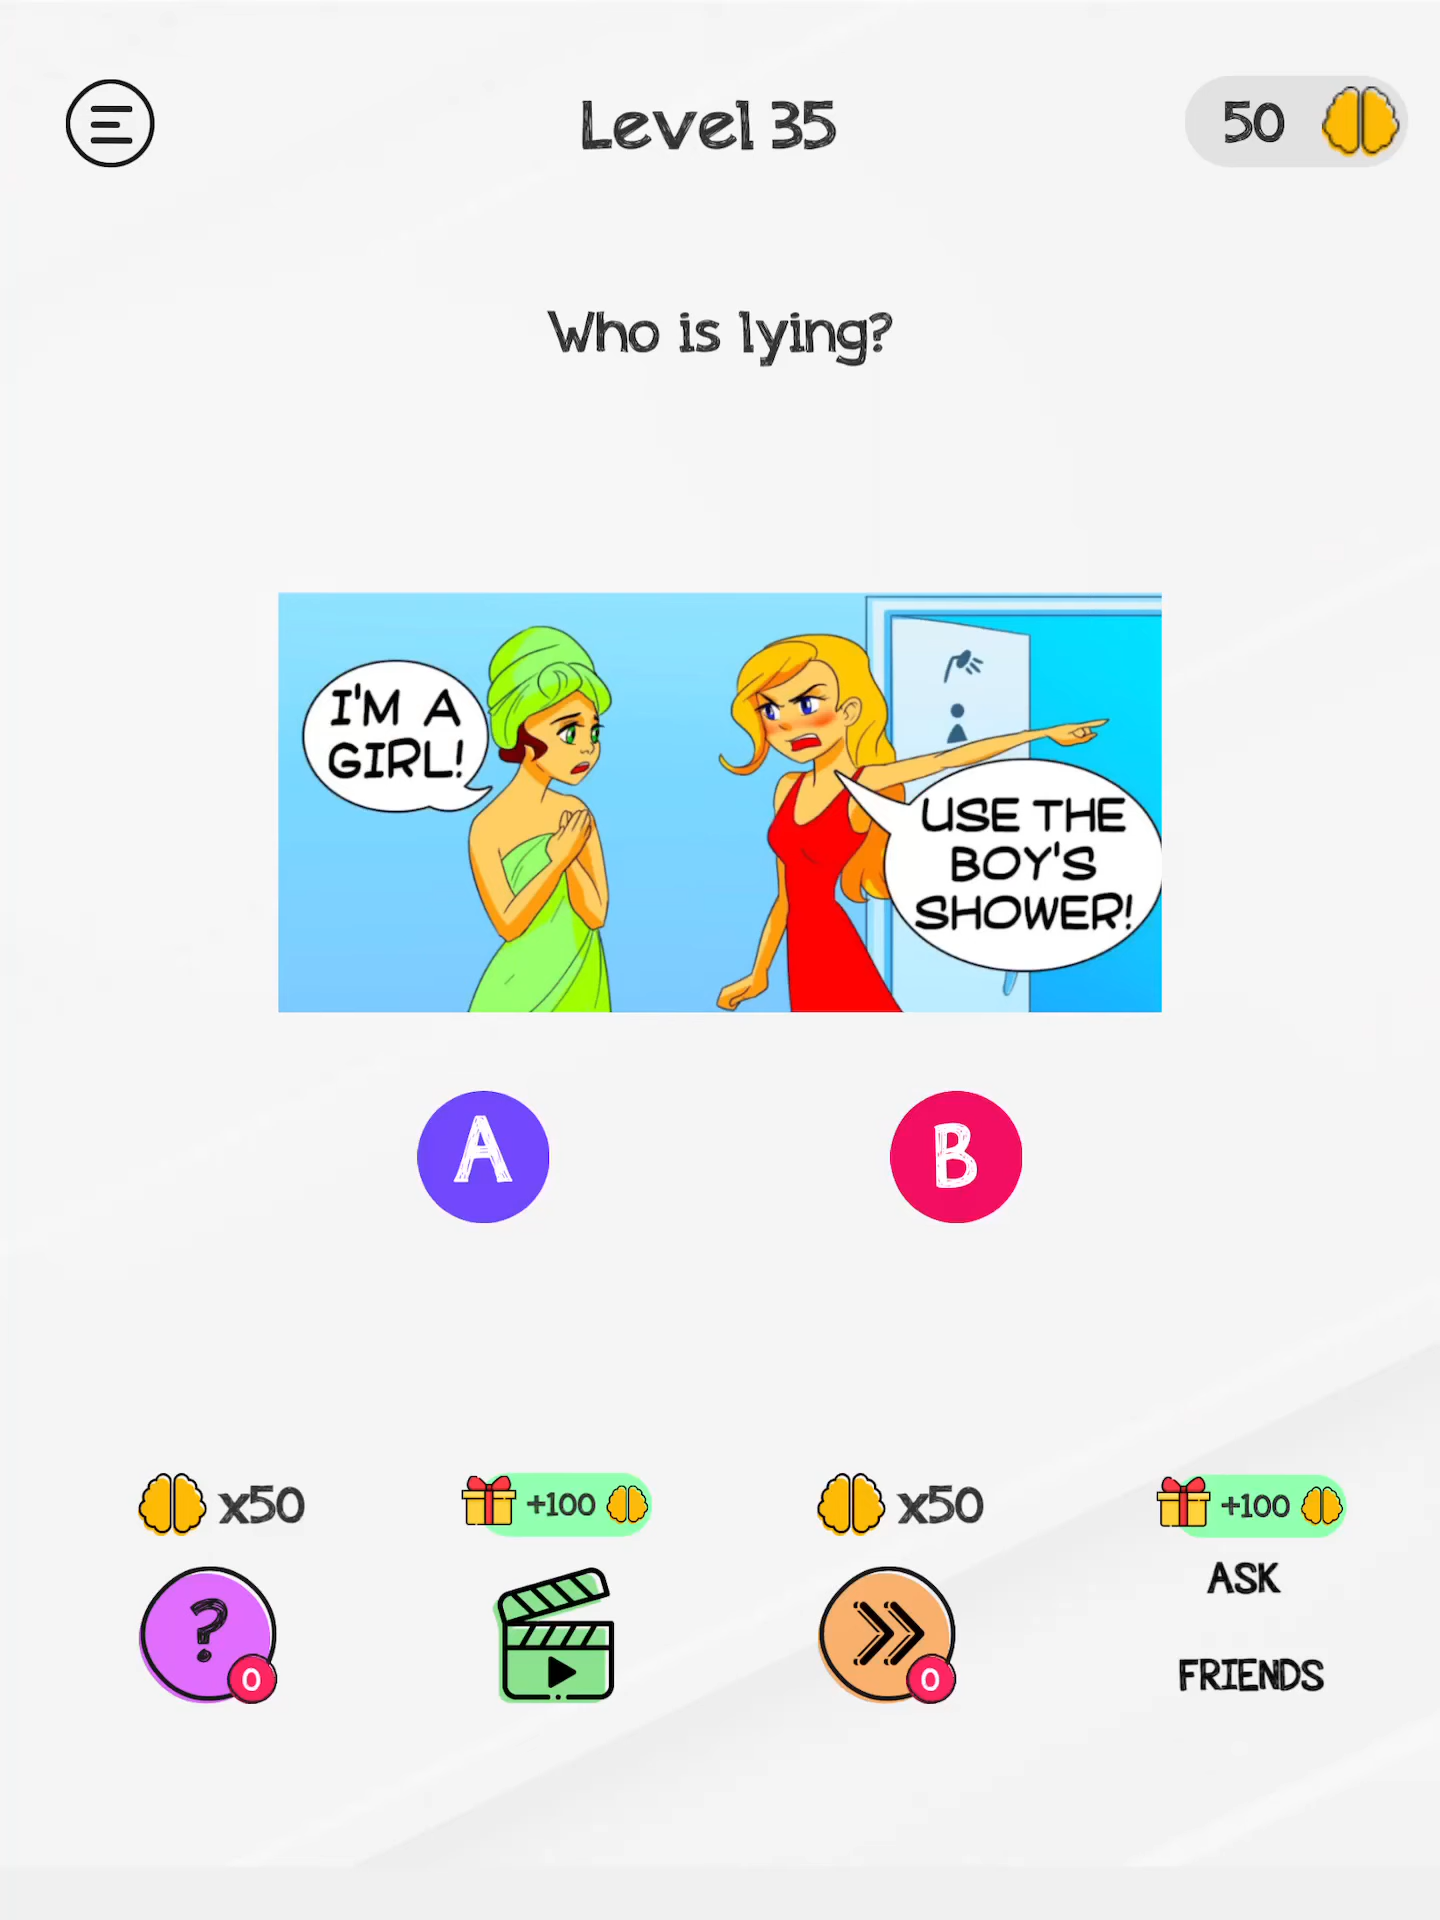 Level 35
50
Who is lying?
I'M A
GIRL!
USE THE
BOY'S
SHOWER!
A
B
x50
+100
x50
+100
?
0
0
ASK
FRIENDS